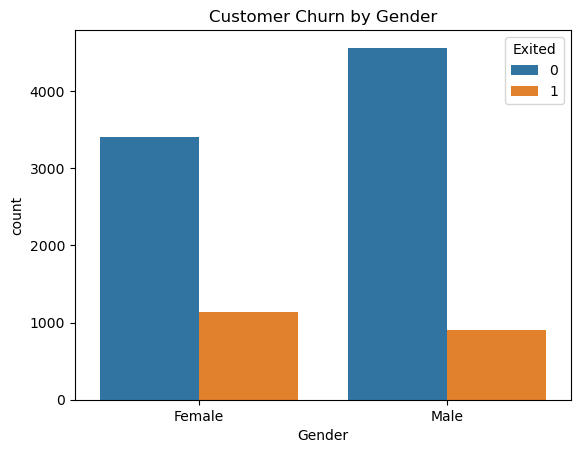 Customer Churn by Gender
Exited
0
1
4000
3000
2000
1000
0
count
Female
Male
Gender